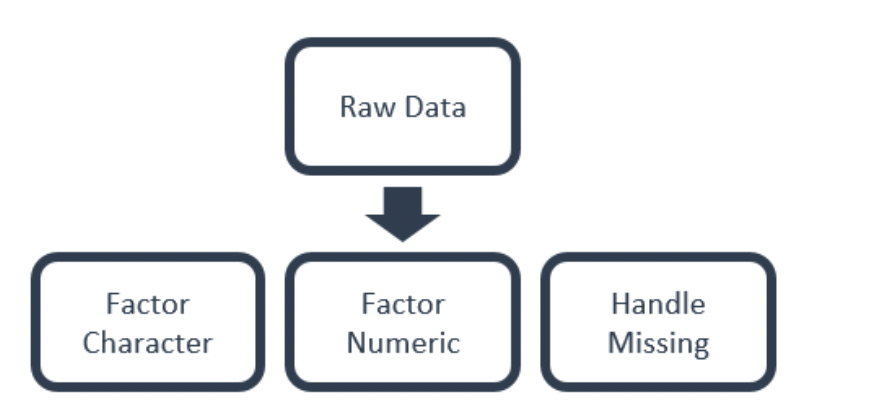 Raw Data
Factor
Character
Factor
Numeric
Handle
Missing